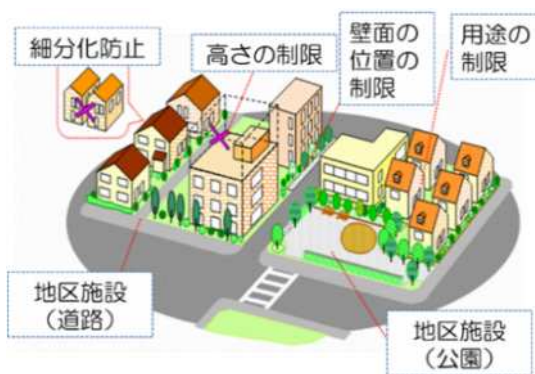 細分化防止
高さの制限
壁面の
位置の
制限
用途の
制限
地区施設
（道路）
地区施設
（公園）